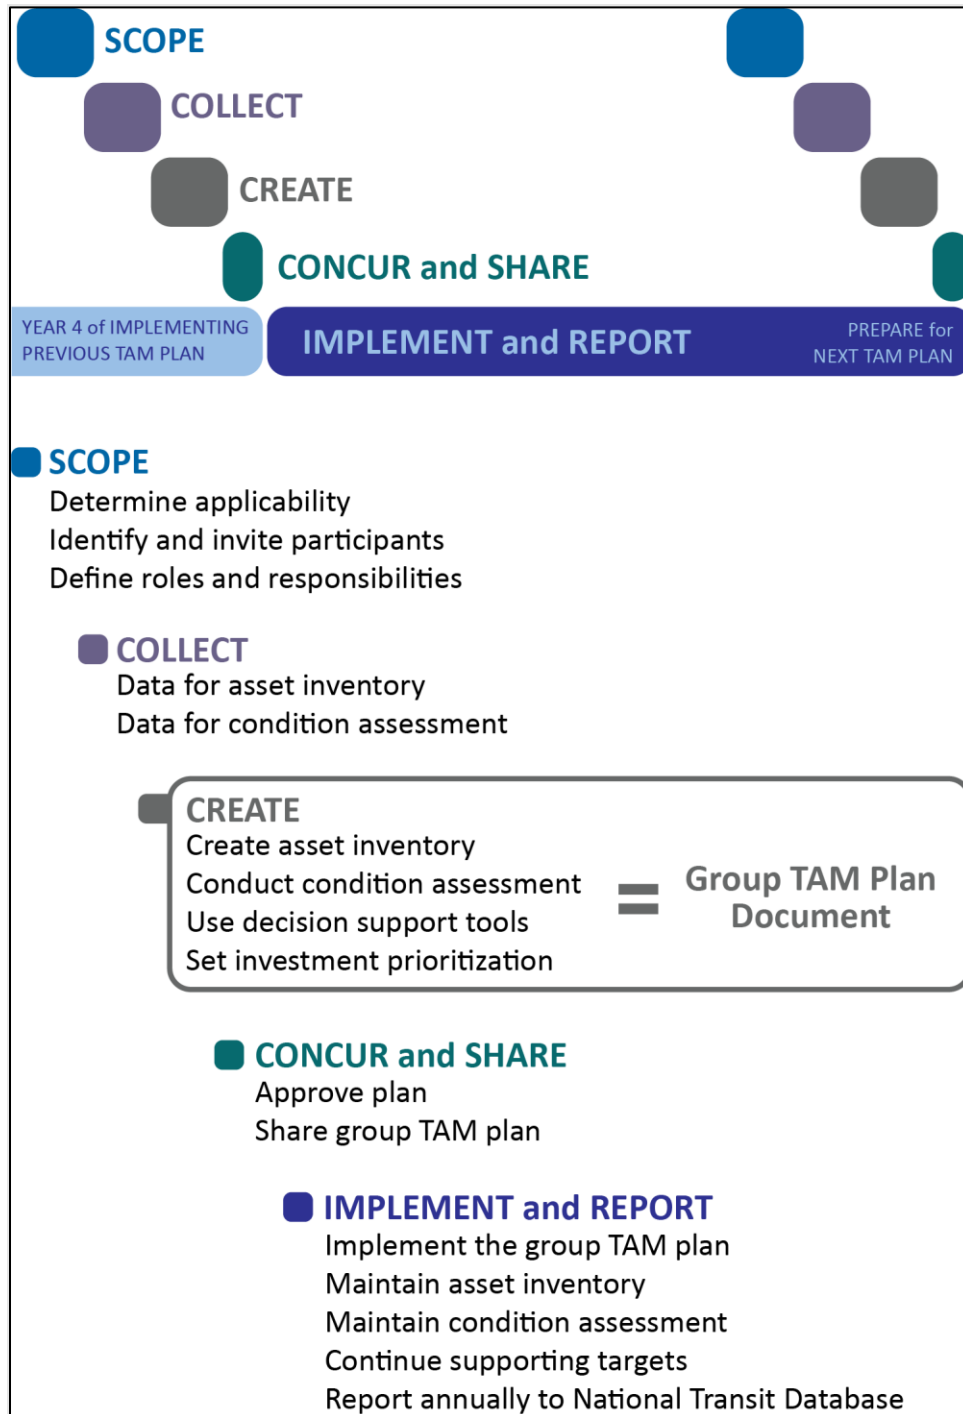 SCOPE
COLLECT
CREATE
CONCUR and SHARE
YEAR 4 of IMPLEMENTING
PREVIOUS TAM PLAN
IMPLEMENT and REPORT
PREPARE for
NEXT TAM PLAN
SCOPE
Determine applicability
Identify and invite participants
Define roles and responsibilities
COLLECT
Data for asset inventory
Data for condition assessment
CREATE
Create asset inventory
Conduct condition assessment
Use decision support tools
Set investment prioritization
=
Group TAM Plan
Document
CONCUR and SHARE
Approve plan
Share group TAM plan
IMPLEMENT and REPORT
Implement the group TAM plan
Maintain asset inventory
Maintain condition assessment
Continue supporting targets
Report annually to National Transit Database